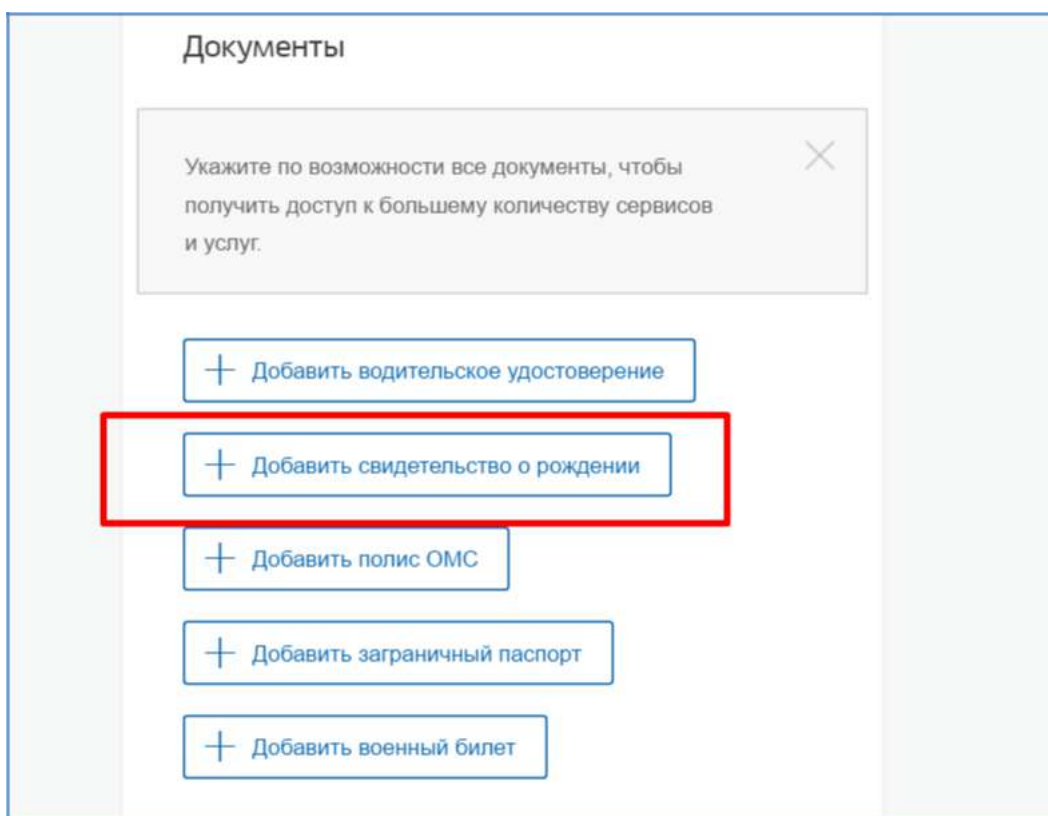 Документы
Укажите по возможности все документы, чтобы
получить доступ к большему количеству сервисов
и услуг.
Добавить водительское удостоверение
Добавить свидетельство о рождении
Добавить полис ОМС
Добавить заграничный паспорт
Добавить военный билет